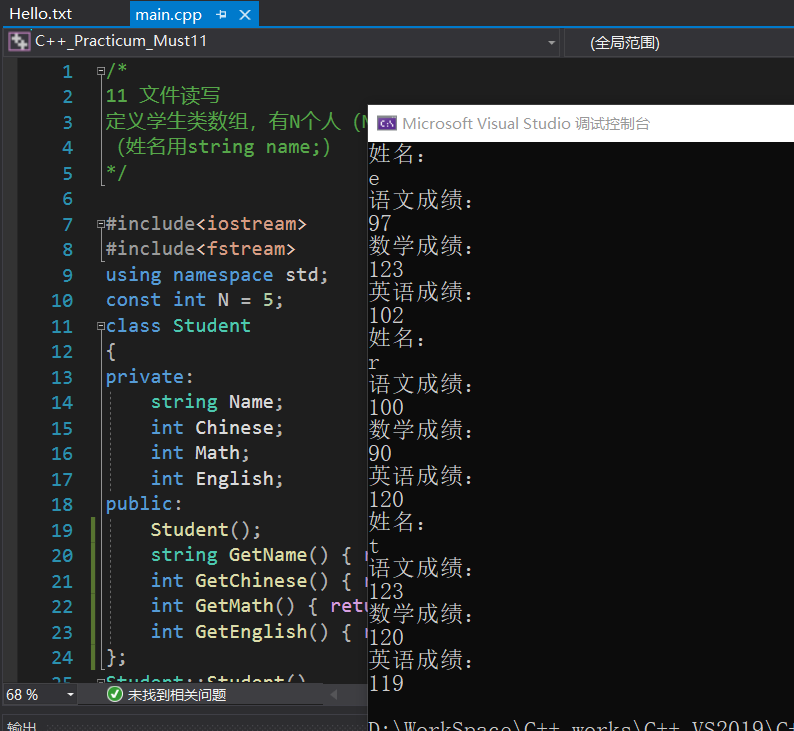 Hello.txt
main.cpp
C++_Practicum_Must11
(全局范围)
1 /*
2 11 文件读写
3 定义学生类数组，有N个人（N
4 （姓名用string name;）
5 */
6
7 #include<iostream>
8 #include<fstream>
9 using namespace std;
10 const int N = 5;
11 class Student
12 {
13 private:
14 string Name;
15 int Chinese;
16 int Math;
17 int English;
18 public:
19 Student();
20 string GetName() { r
21 int GetChinese() { r
22 int GetMath() { retu
23 int GetEnglish() { r
24 };
25 Student::Student()
68 %
未找到相关问题
输出
Microsoft Visual Studio 调试控制台
姓名：
e
语文成绩：
97
数学成绩：
123
英语成绩：
102
姓名：
r
语文成绩：
100
数学成绩：
90
英语成绩：
120
姓名：
t
语文成绩：
123
数学成绩：
120
英语成绩：
119
D:\WorkSpace\C++_works\C++_VS2019\C